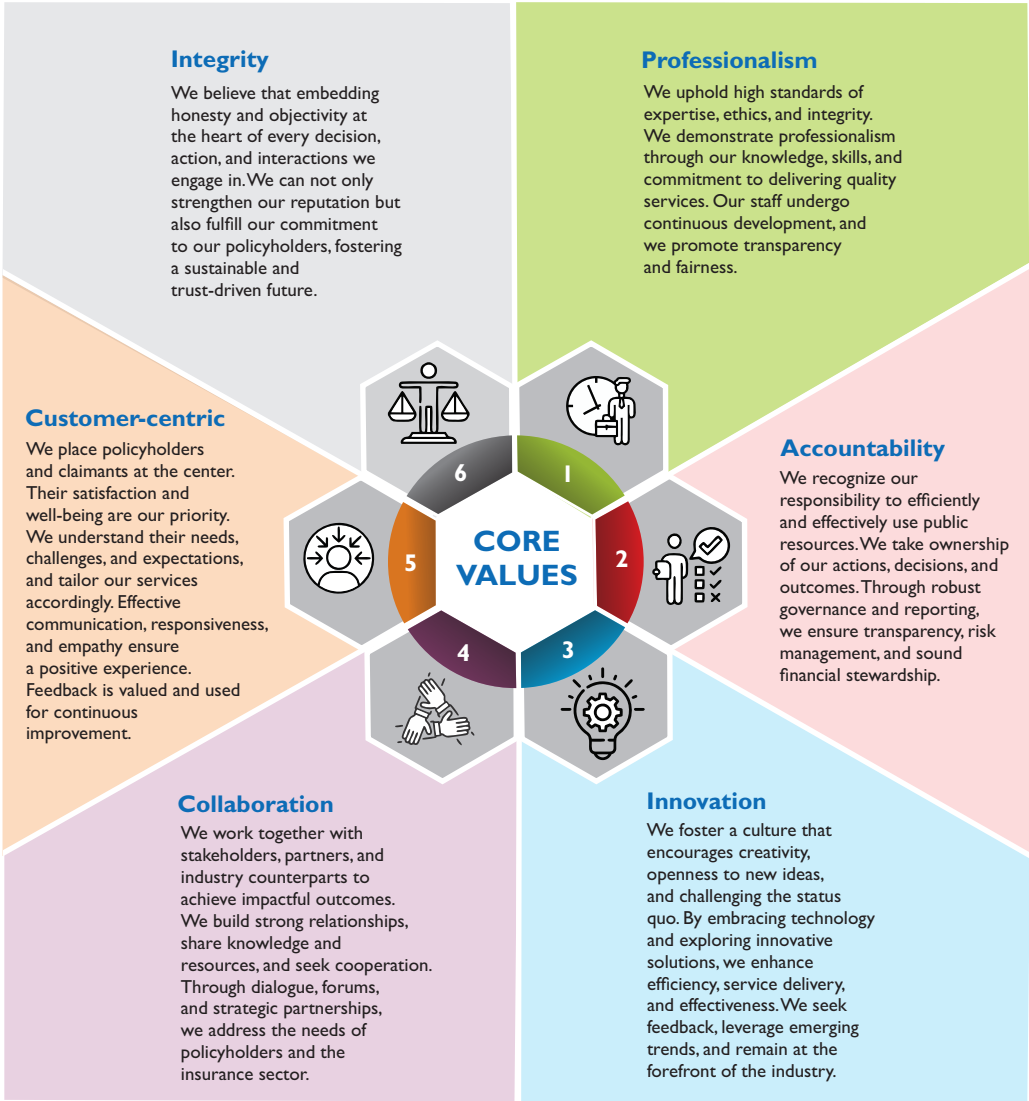 Integrity
We believe that embedding
honesty and objectivity at
the heart of every decision,
action, and interactions we
engage in. We can not only
strengthen our reputation but
also fulfill our commitment
to our policyholders, fostering
a sustainable and
trust-driven future.
Professionalism
We uphold high standards of
expertise, ethics, and integrity.
We demonstrate professionalism
through our knowledge, skills, and
commitment to delivering quality
services. Our staff undergo
continuous development, and
we promote transparency
and fairness.
Customer-centric
We place policyholders
and claimants at the center.
Their satisfaction and
well-being are our priority.
We understand their needs,
challenges, and expectations,
and tailor our services
accordingly. Effective
communication, responsiveness,
and empathy ensure
a positive experience.
Feedback is valued and used
for continuous
improvement.
6
1
5
CORE
VALUES
2
4
3
Accountability
We recognize our
responsibility to efficiently
and effectively use public
resources. We take ownership
of our actions, decisions, and
outcomes. Through robust
governance and reporting,
we ensure transparency, risk
management, and sound
financial stewardship.
Collaboration
We work together with
stakeholders, partners, and
industry counterparts to
achieve impactful outcomes.
We build strong relationships,
share knowledge and
resources, and seek cooperation.
Through dialogue, forums,
and strategic partnerships,
we address the needs of
policyholders and the
insurance sector.
Innovation
We foster a culture that
encourages creativity,
openness to new ideas,
and challenging the status
quo. By embracing technology
and exploring innovative
solutions, we enhance
efficiency, service delivery,
and effectiveness. We seek
feedback, leverage emerging
trends, and remain at the
forefront of the industry.